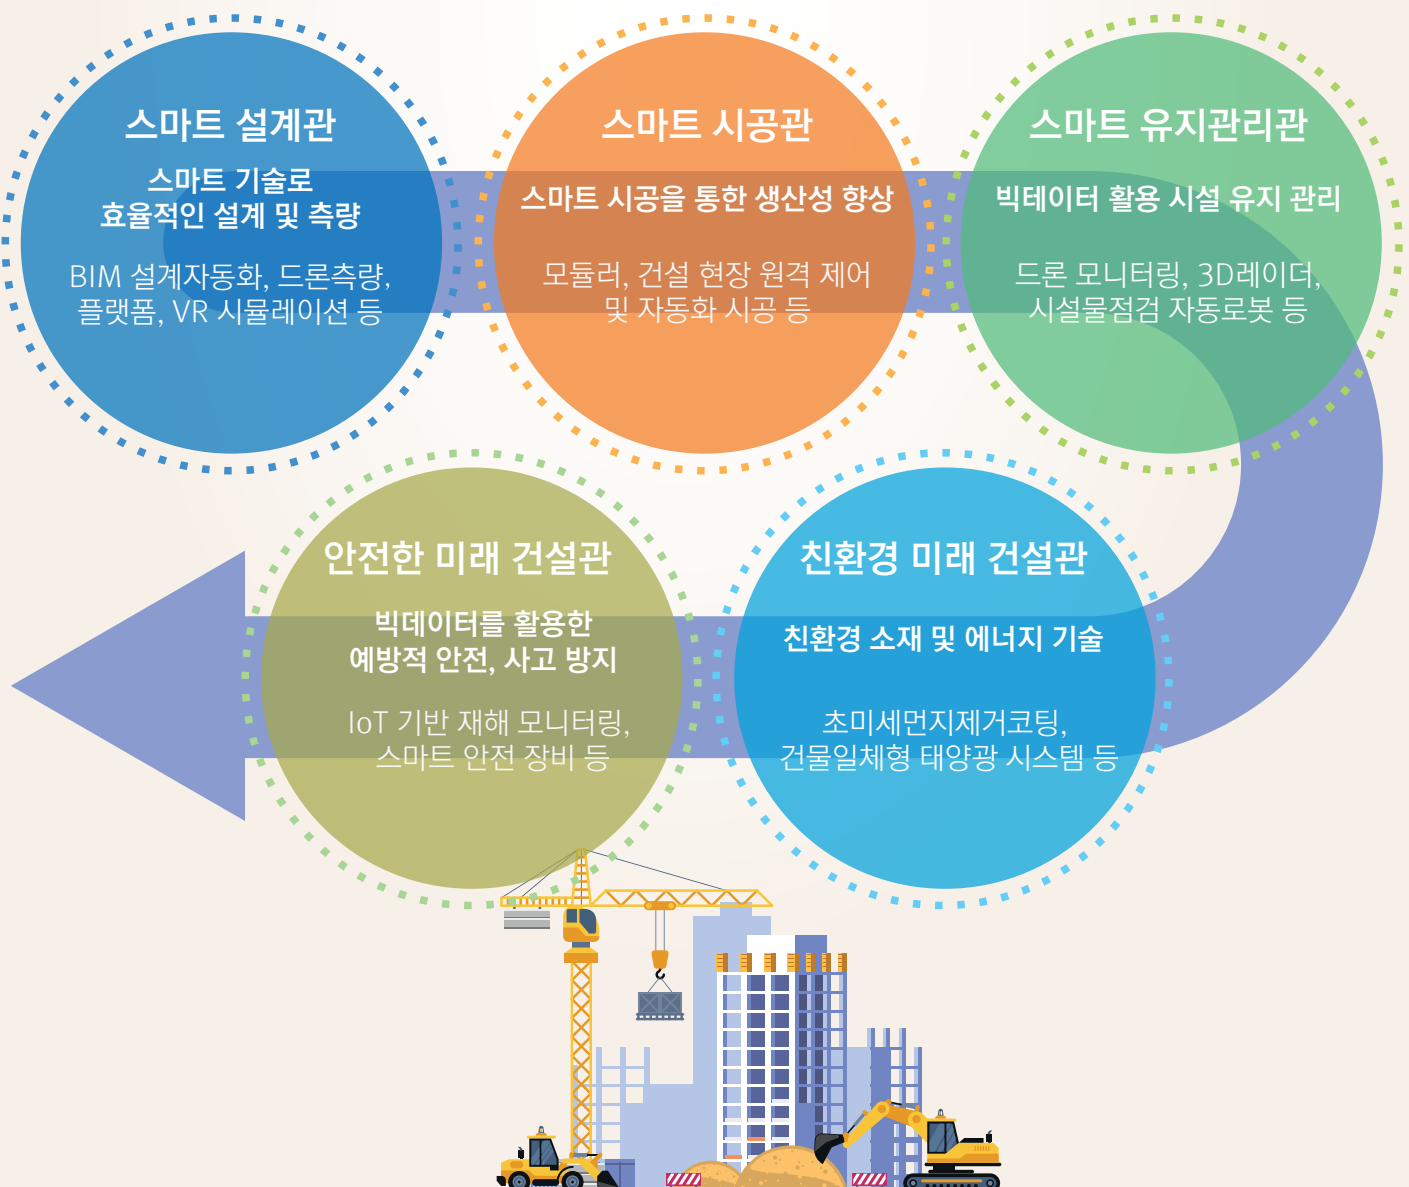 스마트 설계관
스마트 기술로
효율적인 설계 및 측량
BIM 설계자동화, 드론측량,
플랫폼, VR 시뮬레이션 등
스마트 시공관
스마트 시공을 통한 생산성 향상
모듈러, 건설 현장 원격 제어
및 자동화 시공 등
스마트 유지관리관
빅테이터 활용 시설 유지 관리
드론 모니터링, 3D레이더,
시설물점검 자동로봇 등
안전한 미래 건설관
빅데이터를 활용한
예방적 안전, 사고 방지
IoT 기반 재해 모니터링,
스마트 안전 장비 등
친환경 미래 건설관
친환경 소재 및 에너지 기술
초미세먼지제거코팅,
건물일체형 태양광 시스템 등